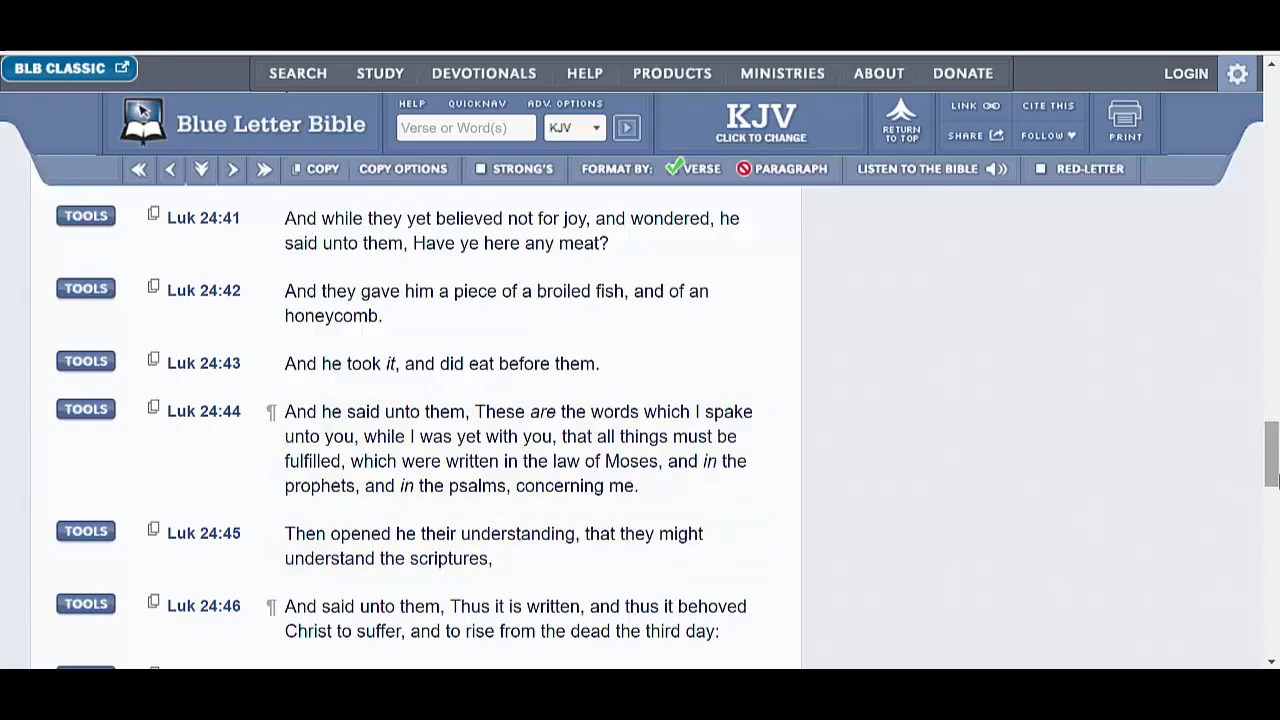 BLB CLASSIC
SEARCH STUDY DEVOTIONALS HELP PRODUCTS MINISTRIES ABOUT DONATE LOGIN
HELP QUICKNAV ADV. OPTIONS
Blue Letter Bible
Verse or Word(s) KJV
KJV
CLICK TO CHANGE
RETURN
TO TOP
LINK CITE THIS
SHARE FOLLOW
PRINT
COPY COPY OPTIONS STRONG'S FORMAT BY: VERSE PARAGRAPH LISTEN TO THE BIBLE RED-LETTER
TOOLS Luk 24:41 And while they yet believed not for joy, and wondered, he
said unto them, Have ye here any meat?
TOOLS Luk 24:42 And they gave him a piece of a broiled fish, and of an
honeycomb.
TOOLS Luk 24:43 And he took it, and did eat before them.
TOOLS Luk 24:44 ¶ And he said unto them, These are the words which I spake
unto you, while I was yet with you, that all things must be
fulfilled, which were written in the law of Moses, and in the
prophets, and in the psalms, concerning me.
TOOLS Luk 24:45 Then opened he their understanding, that they might
understand the scriptures,
TOOLS Luk 24:46 ¶ And said unto them, Thus it is written, and thus it behoved
Christ to suffer, and to rise from the dead the third day: